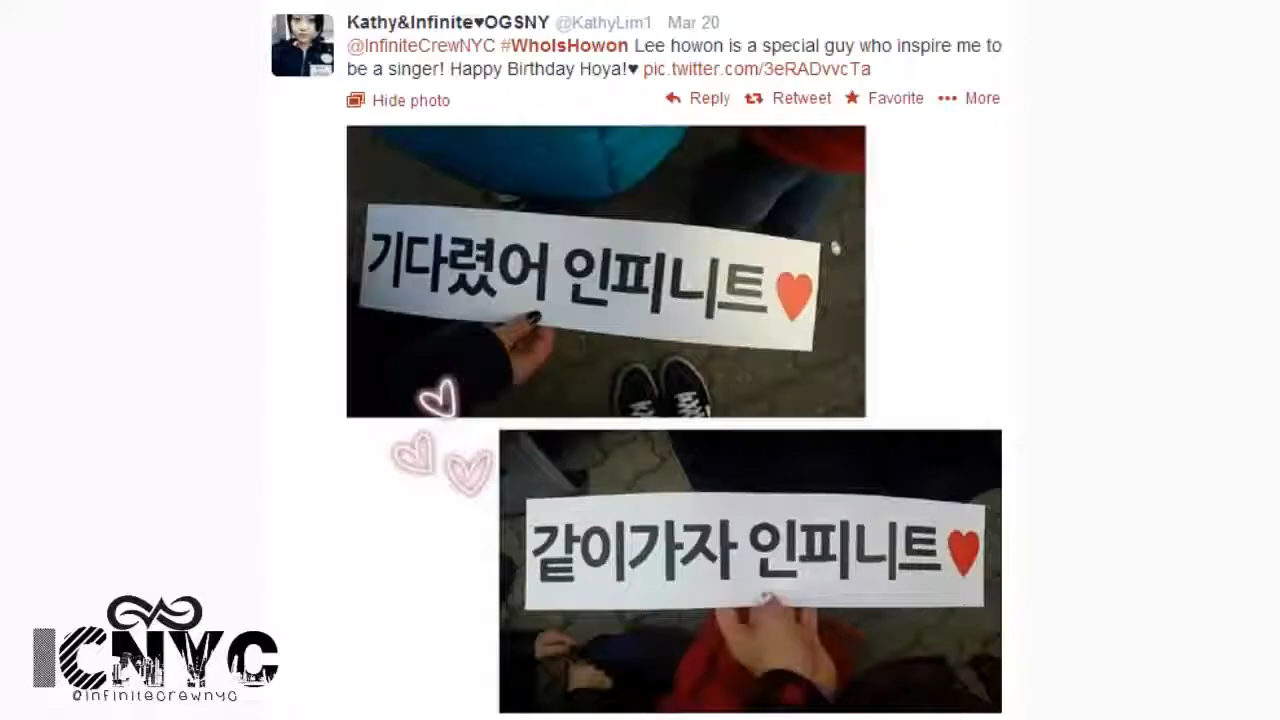 Kathy&Infinite♥OGSNY @KathyLim1 Mar 20
@InfiniteCrewNYC #WhoIsHowon Lee howon is a special guy who inspire me to
be a singer! Happy Birthday Hoya!♥ pic.twitter.com/3eRADvvcTa
Hide photo Reply Retweet Favorite More
기다렸어 인피니트♥
같이가자 인피니트♥
ICNYC
@infinitecrewnyc